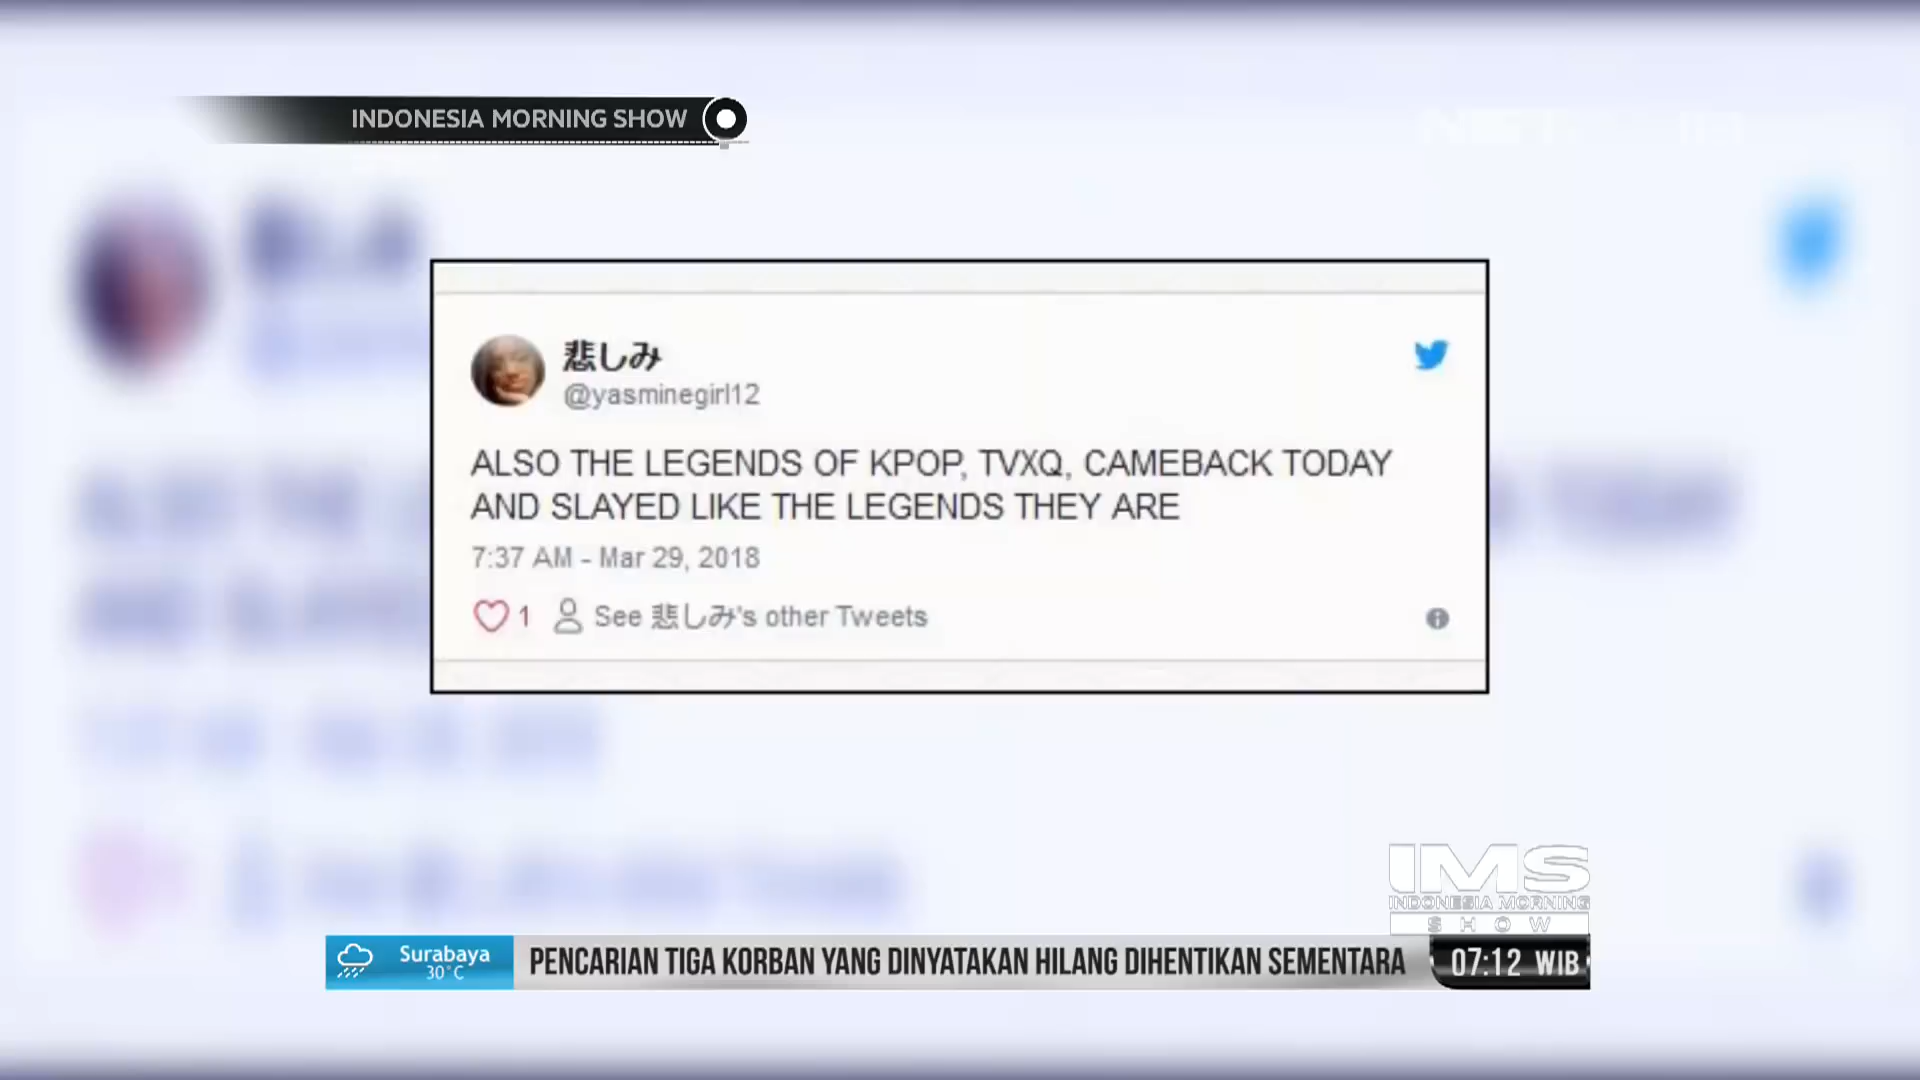 INDONESIA MORNING SHOW
悲しみ
@yasminegirl12
ALSO THE LEGENDS OF KPOP, TVXQ, CAMEBACK TODAY
AND SLAYED LIKE THE LEGENDS THEY ARE
7:37 AM - Mar 29, 2018
1 See 悲しみ's other Tweets
IMS
INDONESIA MORNING
SHOW
Surabaya
30°C
PENCARIAN TIGA KORBAN YANG DINYATAKAN HILANG DIHENTIKAN SEMENTARA
07:12 WIB